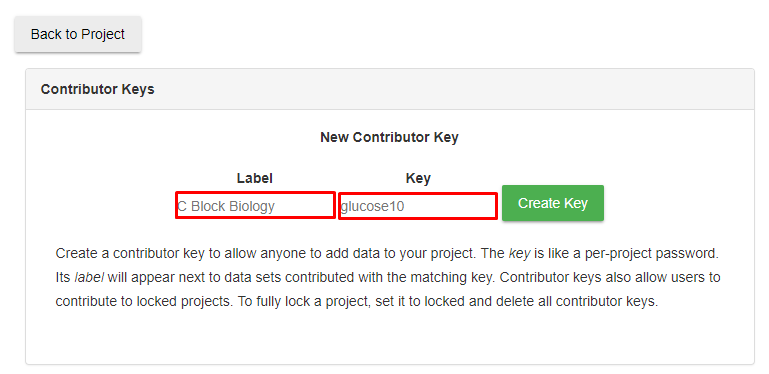 Back to Project
Contributor Keys
New Contributor Key
Label Key
C Block Biology glucose10 Create Key
Create a contributor key to allow anyone to add data to your project. The key is like a per-project password.
Its label will appear next to data sets contributed with the matching key. Contributor keys also allow users to
contribute to locked projects. To fully lock a project, set it to locked and delete all contributor keys.